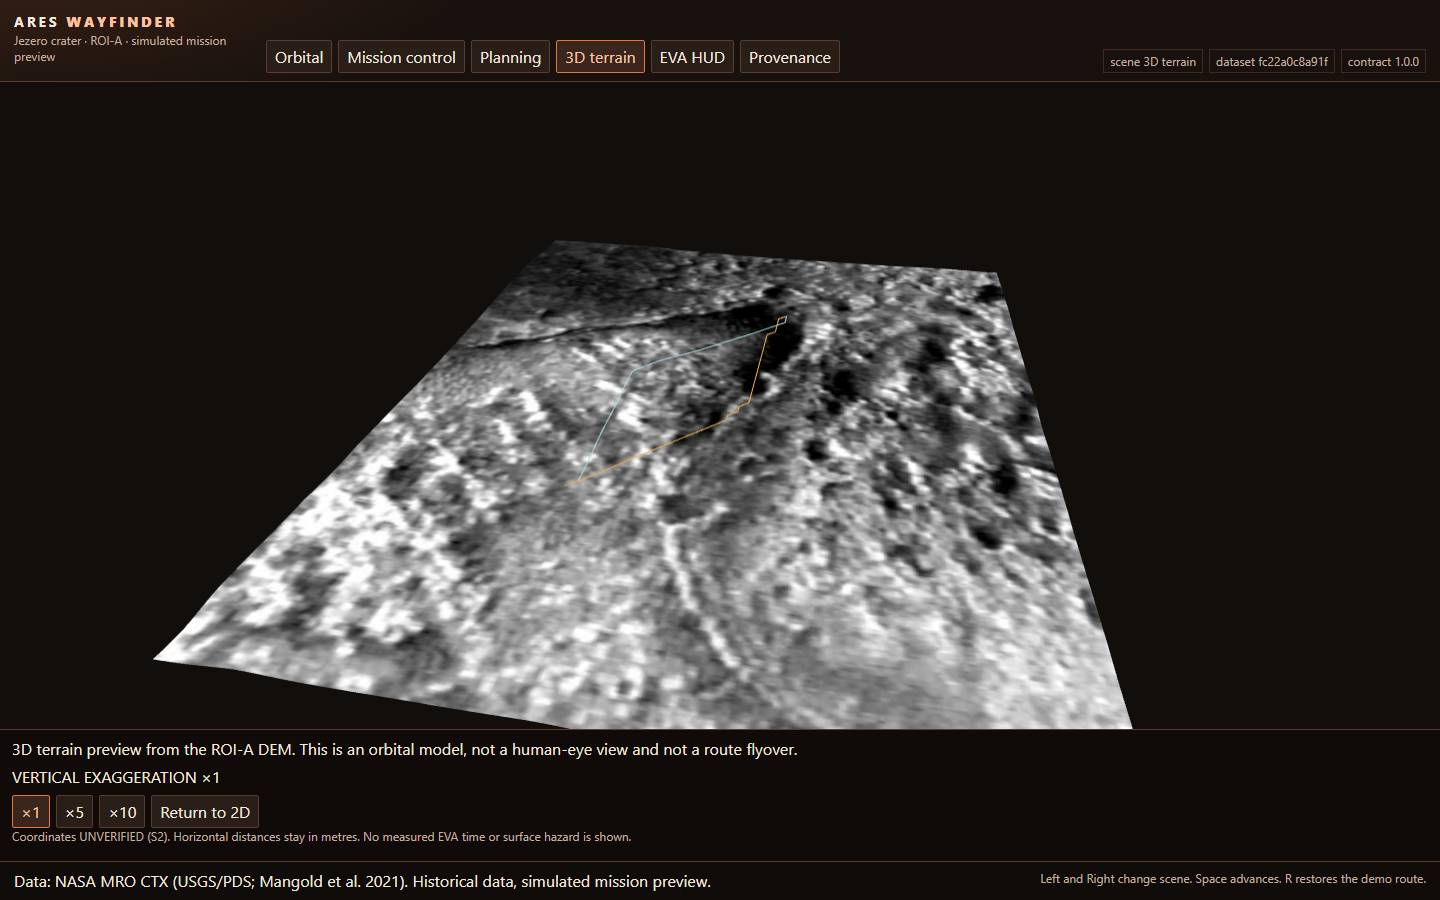 ARES WAYFINDER
Jezero crater · ROI-A · simulated mission
preview
Orbital
Mission control
Planning
3D terrain
EVA HUD
Provenance
scene 3D terrain
dataset fc22a0c8a91f
contract 1.0.0
3D terrain preview from the ROI-A DEM. This is an orbital model, not a human-eye view and not a route flyover.
VERTICAL EXAGGERATION ×1
×1
×5
×10
Return to 2D
Coordinates UNVERIFIED (S2). Horizontal distances stay in metres. No measured EVA time or surface hazard is shown.
Data: NASA MRO CTX (USGS/PDS; Mangold et al. 2021). Historical data, simulated mission preview.
Left and Right change scene. Space advances. R restores the demo route.